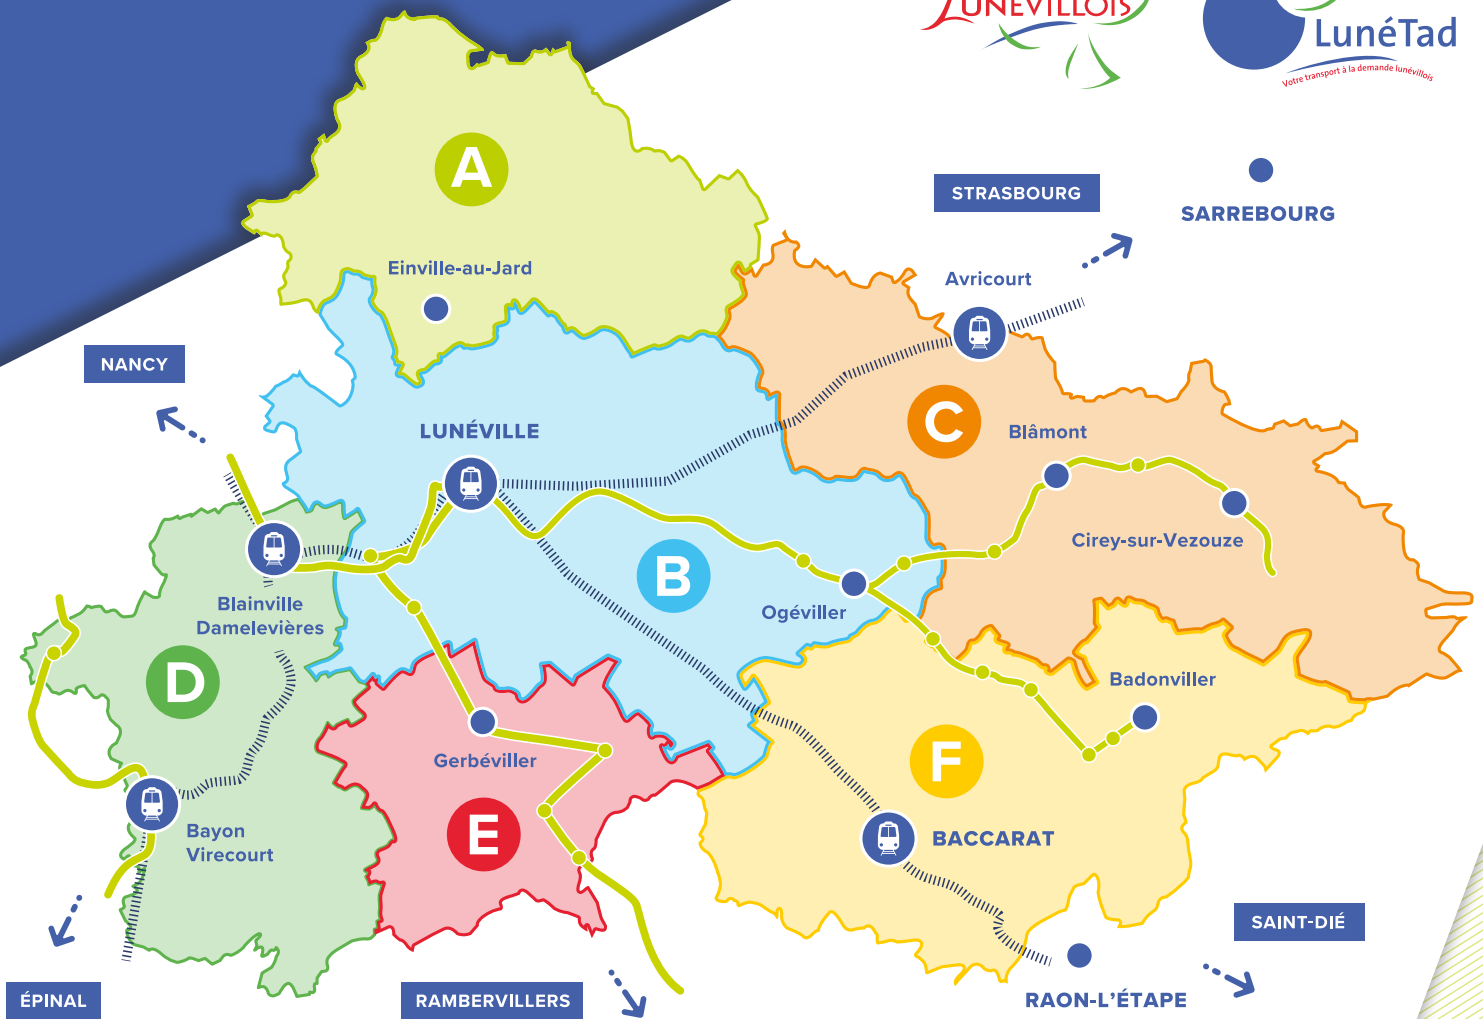 LUNÉVILLOIS
LunéTad
Votre transport à la demande lunévillois
A
STRASBOURG
SARREBOURG
Einville-au-Jard
Avricourt
NANCY
C
LUNÉVILLE
Blâmont
Cirey-sur-Vezouze
B
Ogéviller
Blainville
Damelevières
D
Badonviller
Gerbéviller
F
E
Bayon
Virecourt
BACCARAT
SAINT-DIÉ
ÉPINAL
RAMBERVILLERS
RAON-L'ÉTAPE